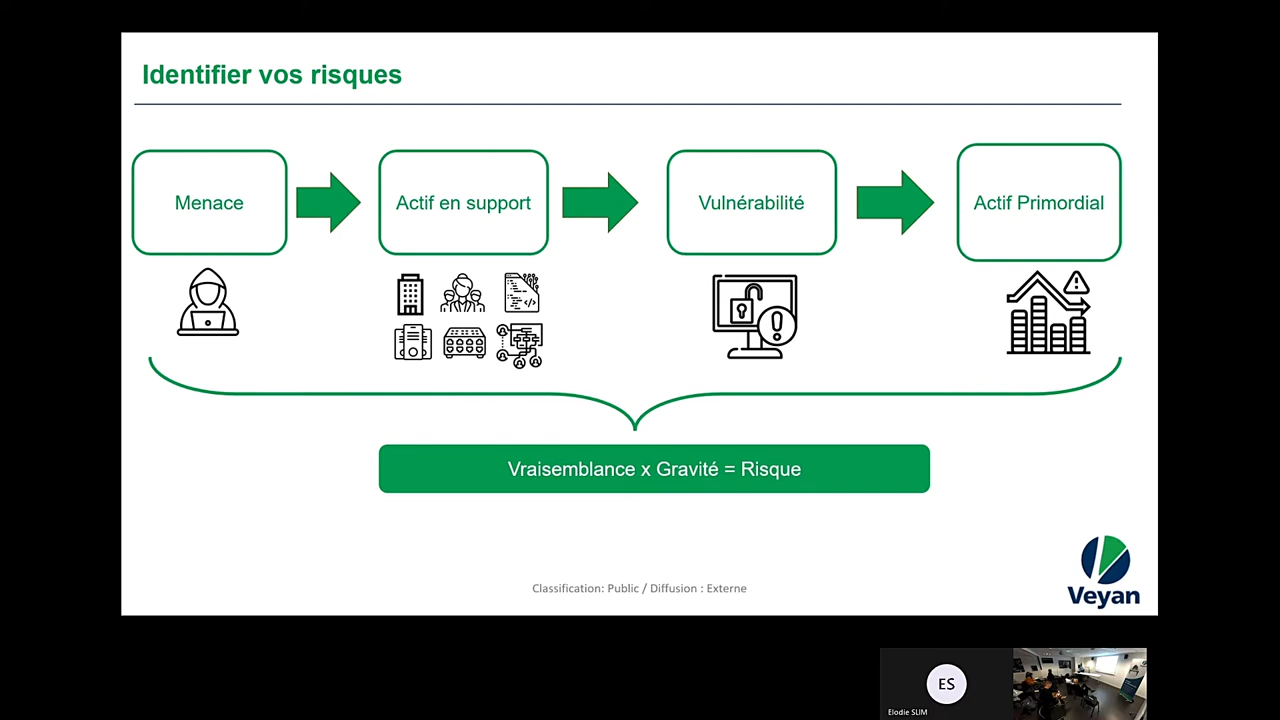 Identifier vos risques
Menace
Actif en support
Vulnérabilité
Actif Primordial
Vraisemblance x Gravité = Risque
Classification: Public / Diffusion : Externe
Veyan
ES
Elodie SLIM